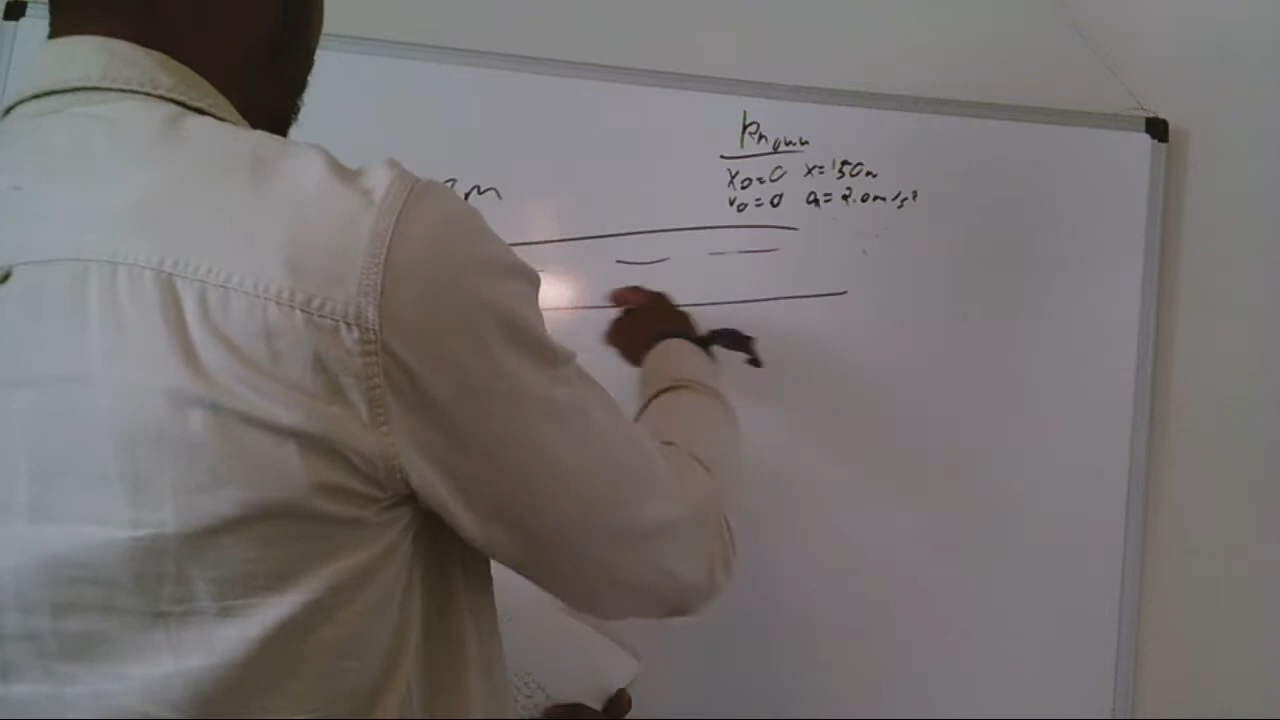 Known
x₀=0 x=150m
v₀=0 a=2.0m/s²
m